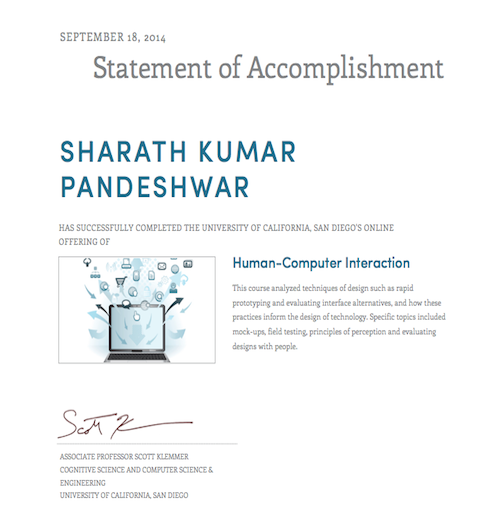 SEPTEMBER 18, 2014
Statement of Accomplishment
SHARATH KUMAR
PANDESHWAR
HAS SUCCESSFULLY COMPLETED THE UNIVERSITY OF CALIFORNIA, SAN DIEGO'S ONLINE
OFFERING OF
Human-Computer Interaction
This course analyzed techniques of design such as rapid
prototyping and evaluating interface alternatives, and how these
practices inform the design of technology. Specific topics included
mock-ups, field testing, principles of perception and evaluating
designs with people.
Scott K
ASSOCIATE PROFESSOR SCOTT KLEMMER
COGNITIVE SCIENCE AND COMPUTER SCIENCE &
ENGINEERING
UNIVERSITY OF CALIFORNIA, SAN DIEGO